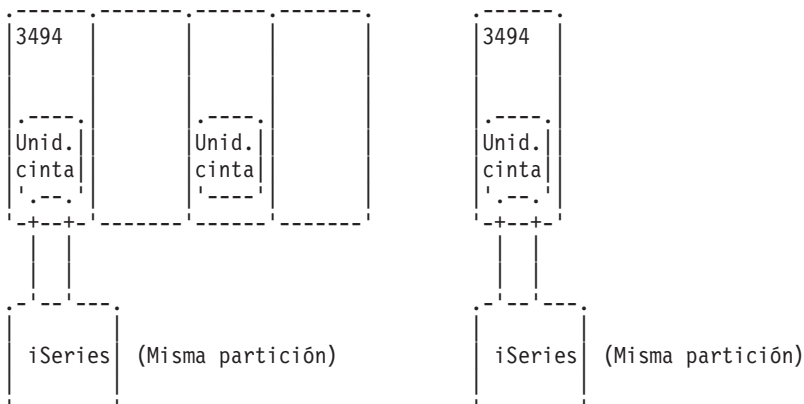 3494 3494
Unid. Unid. Unid.
cinta cinta cinta
iSeries (Misma partición) iSeries (Misma partición)